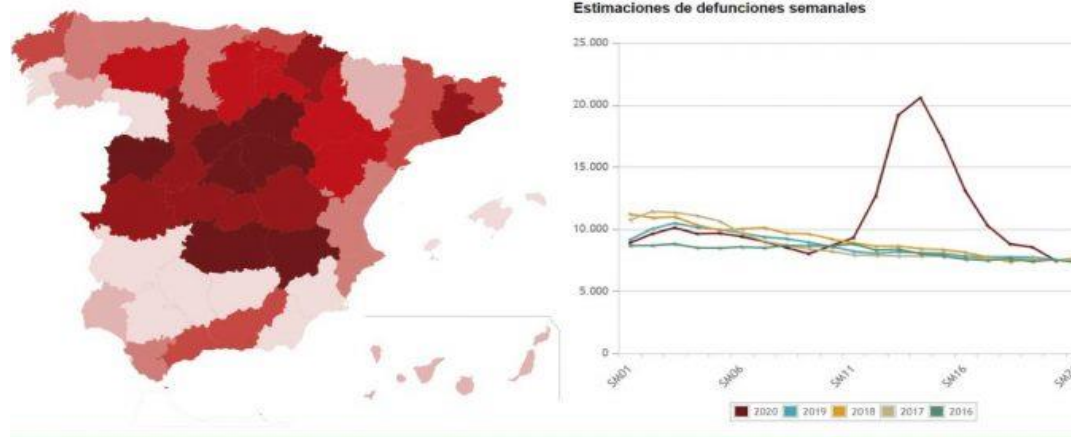 Estimaciones de defunciones semanales
25.000
20.000
15.000
10.000
5.000
0
SM01
SM06
SM11
SM16
2020 2019 2018 2017 2016